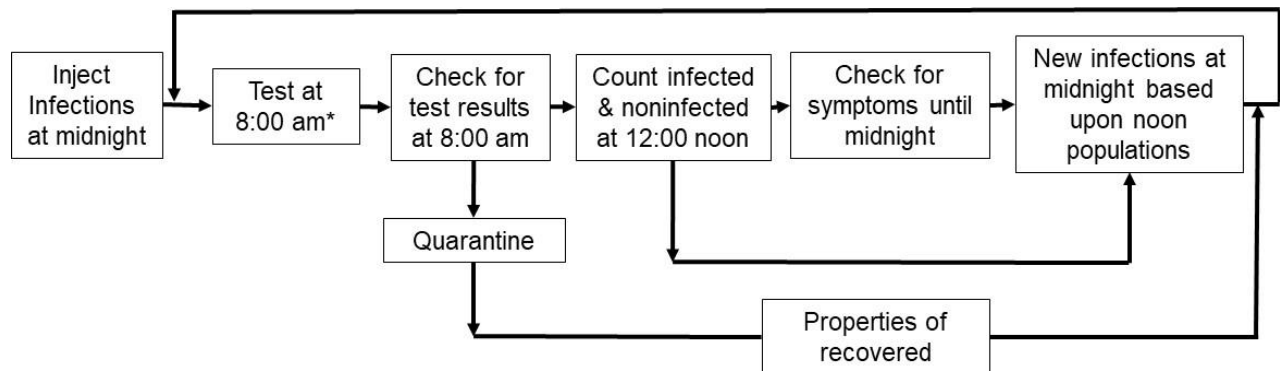 Inject
Infections
at midnight
Test at
8:00 am*
Check for
test results
at 8:00 am
Count infected
& noninfected
at 12:00 noon
Check for
symptoms until
midnight
New infections at
midnight based
upon noon
populations
Quarantine
Properties of
recovered